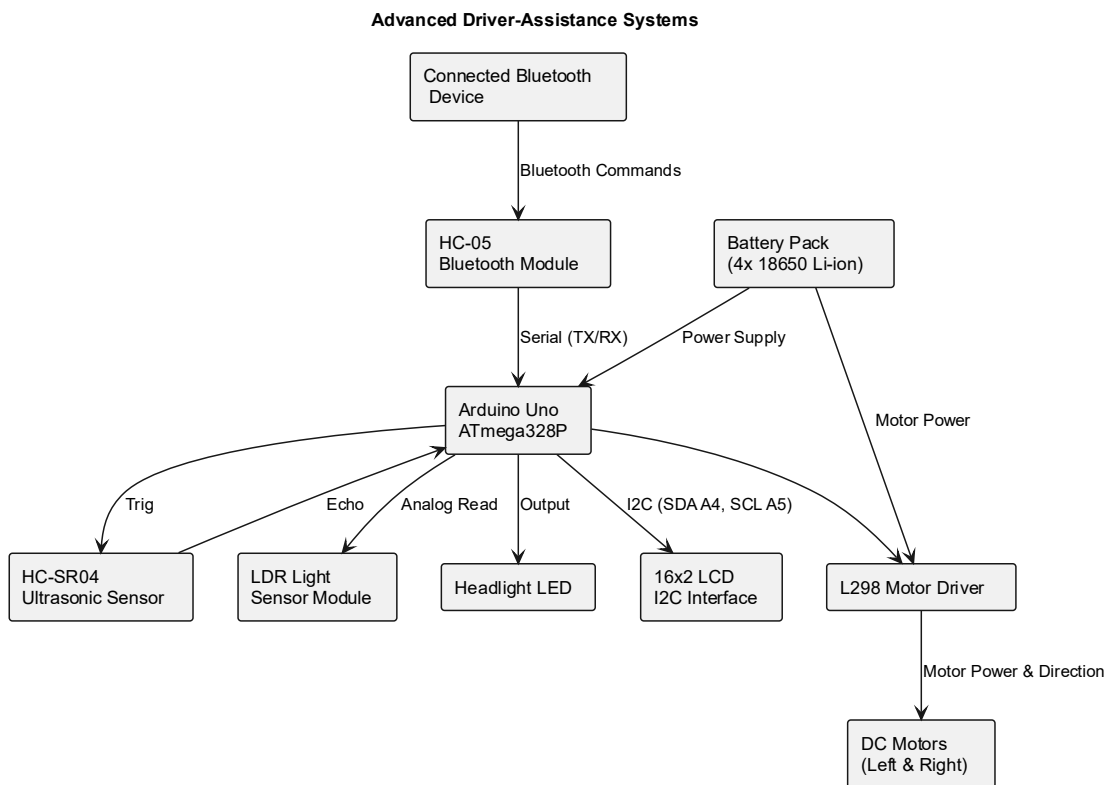 Advanced Driver-Assistance Systems
Connected Bluetooth
Device
Bluetooth Commands
HC-05
Bluetooth Module
Battery Pack
(4x 18650 Li-ion)
Serial (TX/RX)
Power Supply
Arduino Uno
ATmega328P
Motor Power
Trig
Echo
Analog Read
Output
I2C (SDA A4, SCL A5)
HC-SR04
Ultrasonic Sensor
LDR Light
Sensor Module
Headlight LED
16x2 LCD
I2C Interface
L298 Motor Driver
Motor Power & Direction
DC Motors
(Left & Right)